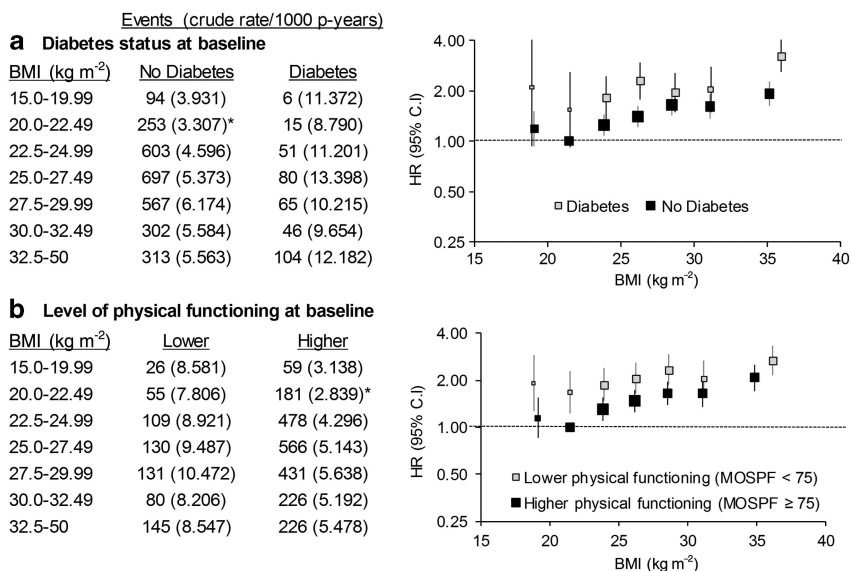 Events (crude rate/1000 p-years)
a Diabetes status at baseline
BMI (kg m-2) No Diabetes Diabetes
15.0-19.99 94 (3.931) 6 (11.372)
20.0-22.49 253 (3.307)* 15 (8.790)
22.5-24.99 603 (4.596) 51 (11.201)
25.0-27.49 697 (5.373) 80 (13.398)
27.5-29.99 567 (6.174) 65 (10.215)
30.0-32.49 302 (5.584) 46 (9.654)
32.5-50 313 (5.563) 104 (12.182)
HR (95% C.I)
4.00
2.00
1.00
0.50
0.25
Diabetes No Diabetes
15 20 25 30 35 40
BMI (kg m-2)
b Level of physical functioning at baseline
BMI (kg m-2) Lower Higher
15.0-19.99 26 (8.581) 59 (3.138)
20.0-22.49 55 (7.806) 181 (2.839)*
22.5-24.99 109 (8.921) 478 (4.296)
25.0-27.49 130 (9.487) 566 (5.143)
27.5-29.99 131 (10.472) 431 (5.638)
30.0-32.49 80 (8.206) 226 (5.192)
32.5-50 145 (8.547) 226 (5.478)
HR (95% C.I)
4.00
2.00
1.00
0.50
0.25
Lower physical functioning (MOSPF < 75)
Higher physical functioning (MOSPF ≥ 75)
15 20 25 30 35 40
BMI (kg m-2)